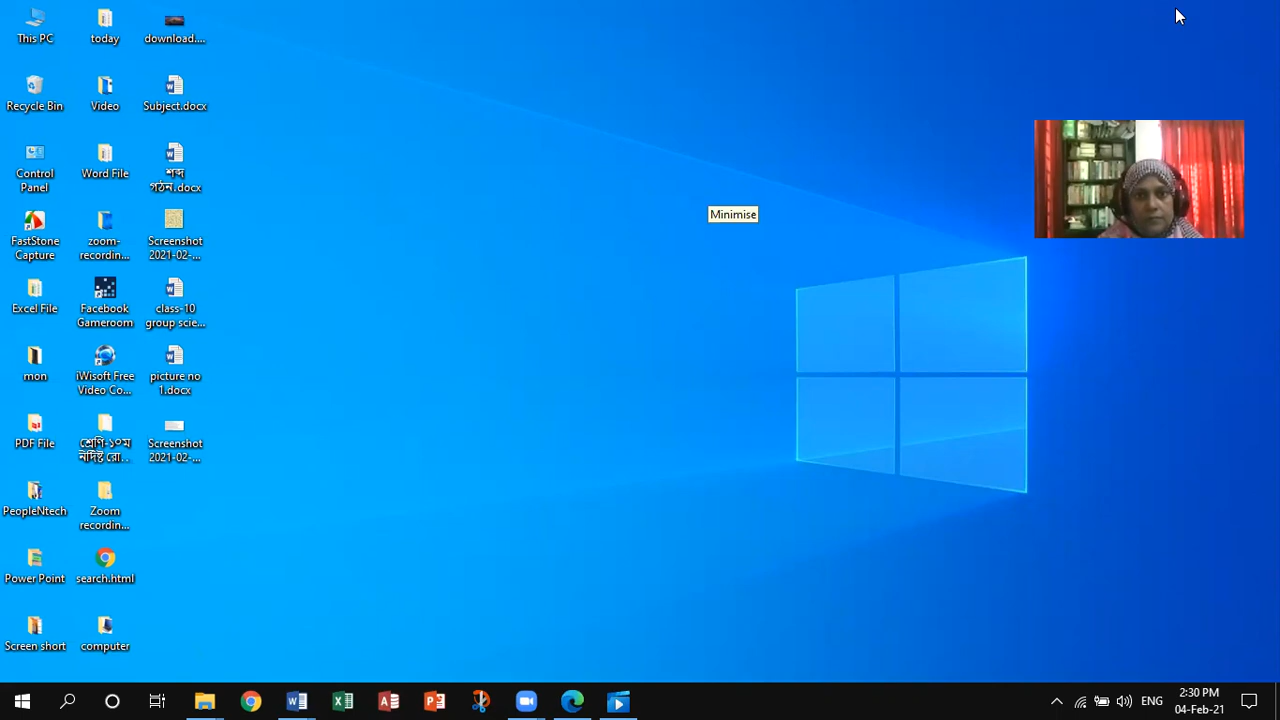 This PC
today
download....
Recycle Bin
Video
Subject.docx
Control
Panel
Word File
শব্দ
গঠন.docx
FastStone
Capture
zoom-
recordin...
Screenshot
2021-02-...
Excel File
Facebook
Gameroom
class-10
group scie...
mon
iWisoft Free
Video Co...
picture no
1.docx
PDF File
শ্রেণি-১০ম
Screenshot
2021-02-...
PeopleNtech
Zoom
recordin...
Power Point
search.html
Screen short
computer
Minimise
ENG
2:30 PM
04-Feb-21